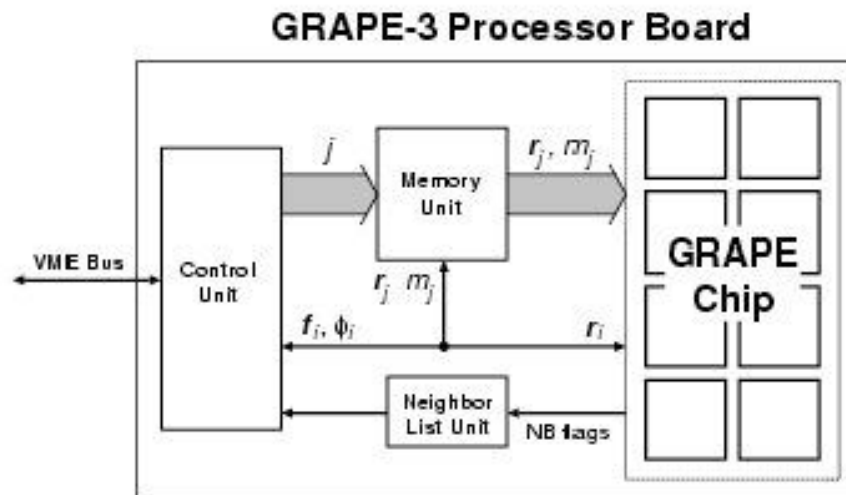 GRAPE-3 Processor Board
j
r_j, m_j
Memory
Unit
VME Bus
Control
Unit
r_j m_j
GRAPE
Chip
f_i, ϕ_i
r_i
Neighbor
List Unit
NB flags